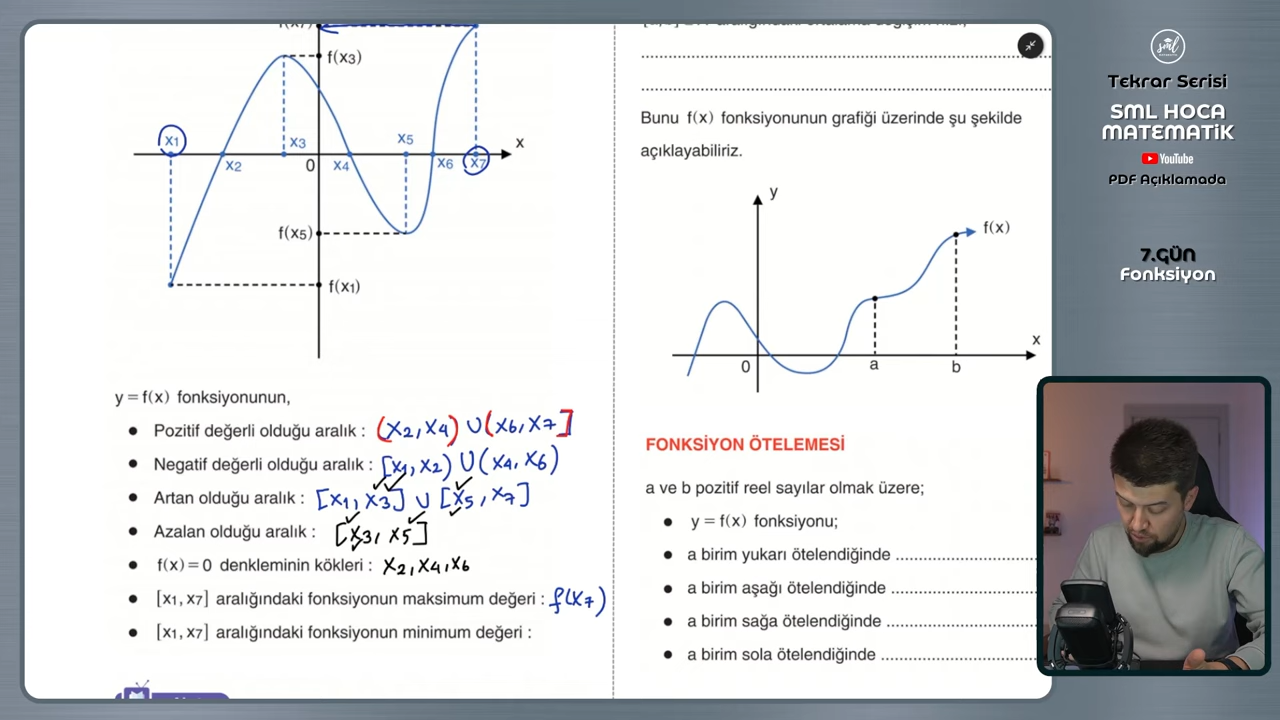 f(x7)
f(x3)
x1
x3
x5
x
x2
0
x4
x6
x7
f(x5)
f(x1)
y = f(x) fonksiyonunun,
• Pozitif değerli olduğu aralık : (x2, x4) ∪ (x6, x7]
• Negatif değerli olduğu aralık : [x1, x2) ∪ (x4, x6)
• Artan olduğu aralık : [x1, x3] ∪ [x5, x7]
• Azalan olduğu aralık : [x3, x5]
• f(x) = 0 denkleminin kökleri : x2, x4, x6
• [x1, x7] aralığındaki fonksiyonun maksimum değeri : f(x7)
• [x1, x7] aralığındaki fonksiyonun minimum değeri :
Bunu f(x) fonksiyonunun grafiği üzerinde şu şekilde
açıklayabiliriz.
y
f(x)
x
0
a
b
FONKSİYON ÖTELEMESİ
a ve b pozitif reel sayılar olmak üzere;
• y = f(x) fonksiyonu;
• a birim yukarı ötelendiğinde ........................
• a birim aşağı ötelendiğinde ........................
• a birim sağa ötelendiğinde ........................
• a birim sola ötelendiğinde ........................
sml
Tekrar Serisi
SML HOCA
MATEMATİK
YouTube
PDF Açıklamada
7.GÜN
Fonksiyon